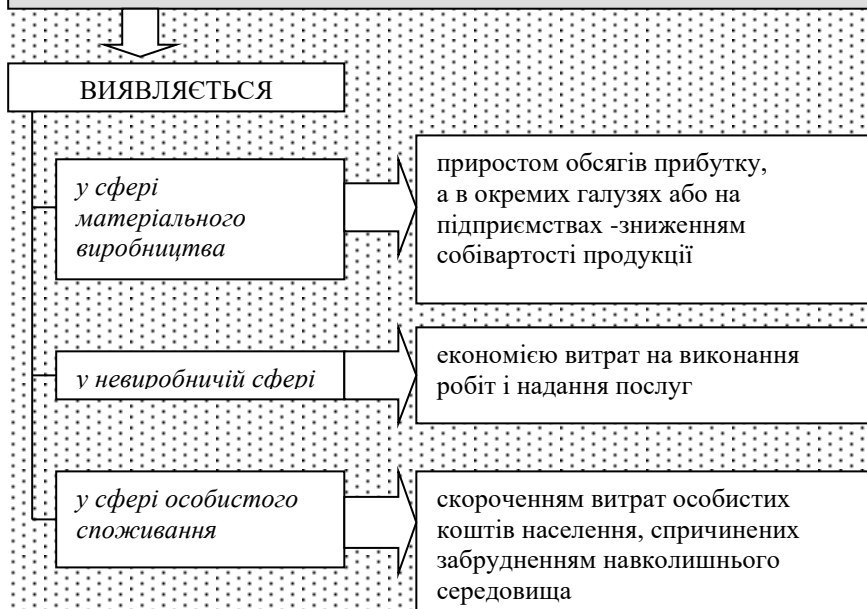 ВИЯВЛЯЄТЬСЯ
у сфері
матеріального
виробництва
приростом обсягів прибутку,
а в окремих галузях або на
підприємствах -зниженням
собівартості продукції
у невиробничій сфері
економією витрат на виконання
робіт і надання послуг
у сфері особистого
споживання
скороченням витрат особистих
коштів населення, спричинених
забрудненням навколишнього
середовища